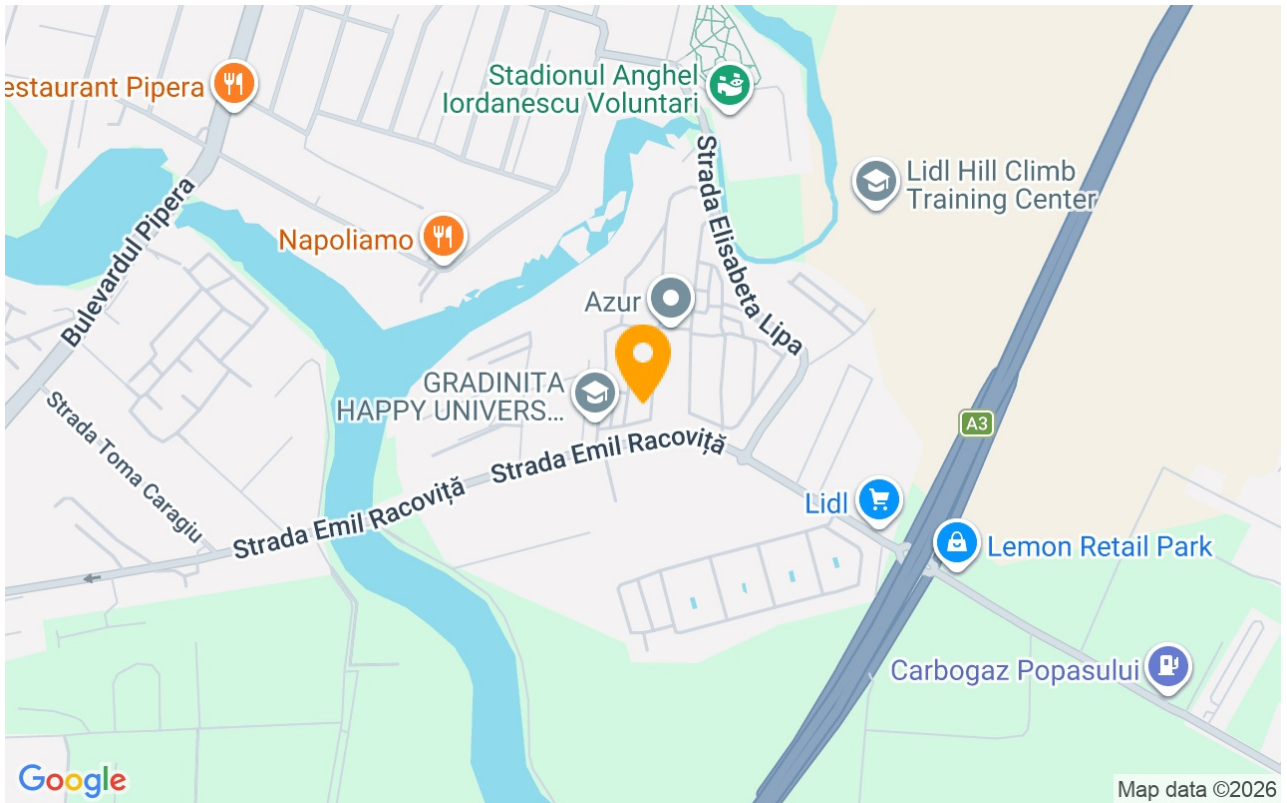 estaurant Pipera
Stadionul Anghel
Iordanescu Voluntari
Bulevardul Pipera
Strada Elisabeta Lipa
Lidl Hill Climb
Training Center
Napoliamo
Azur
GRADINITA
HAPPY UNIVERS...
A3
Strada Toma Caragiu
Strada Emil Racoviță
Strada Emil Racoviță
Lidl
Lemon Retail Park
Carbogaz Popasului
Google
Map data ©2026